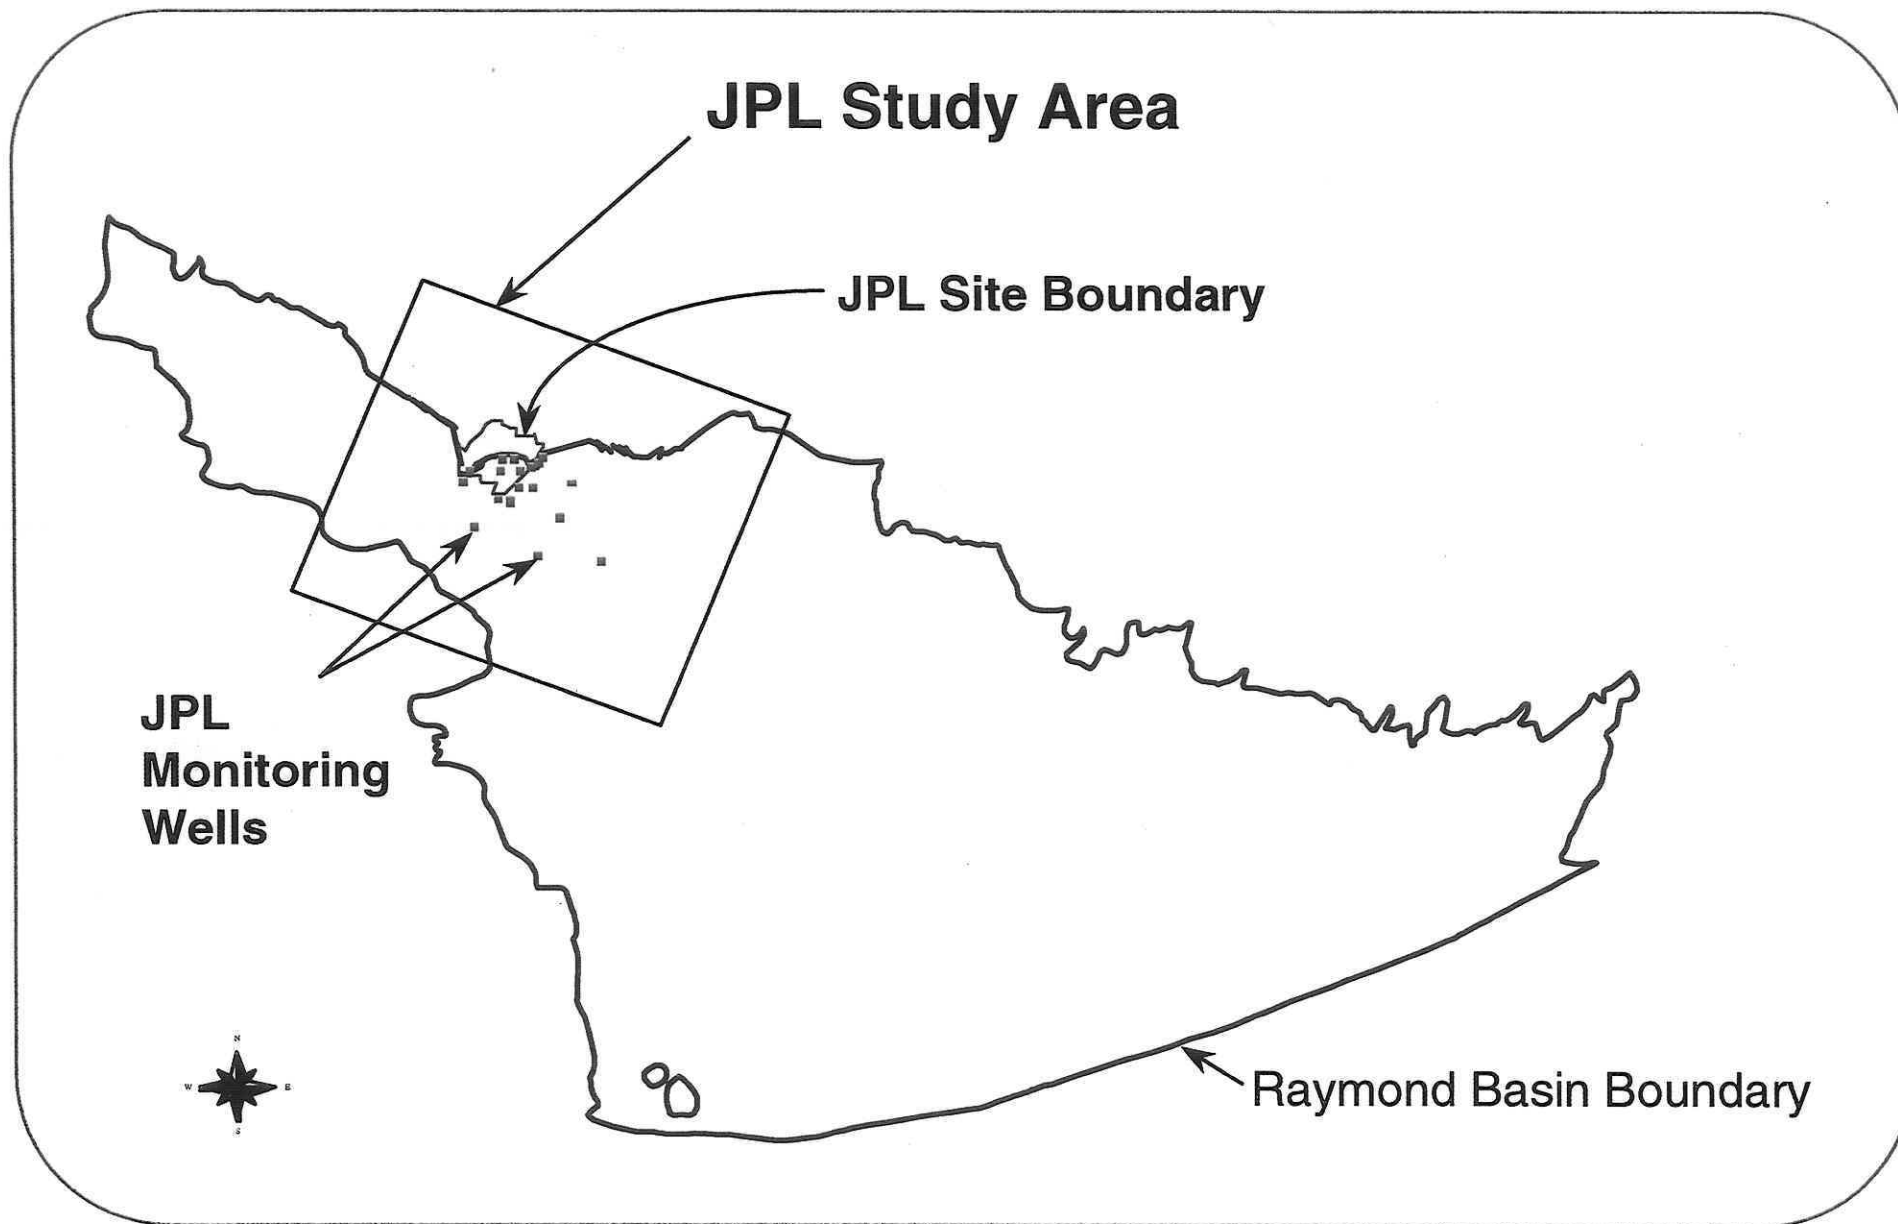 JPL Study Area
JPL Site Boundary
JPL
Monitoring
Wells
N
W
E
S
Raymond Basin Boundary